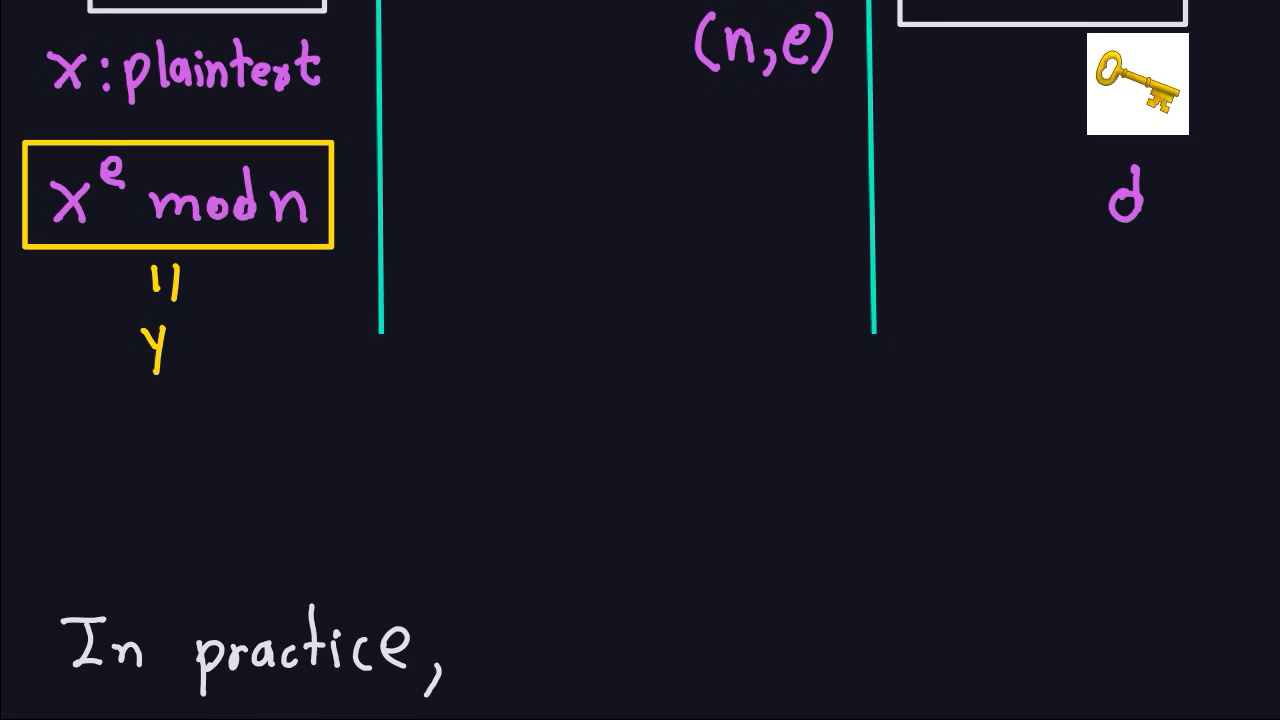 (n,e)
x:plaintext
x^e mod n
d
=
y
In practice,